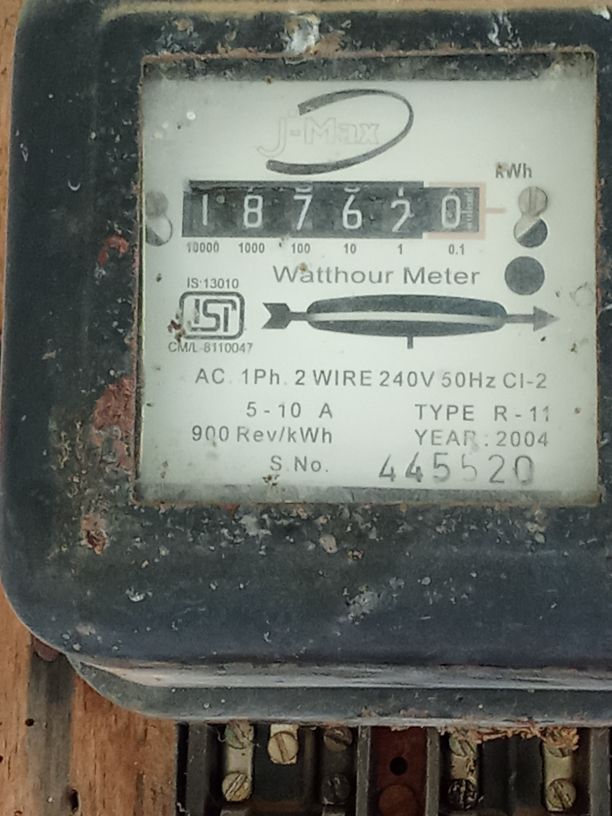 J-Max
kWh
1 8 7 6 2 0
10000 1000 100 10 1 0.1
Watthour Meter
IS:13010
ISI
CM/L-8110047
AC. 1Ph. 2 WIRE 240V 50Hz Cl-2
5-10 A TYPE R-11
900 Rev/kWh YEAR: 2004
S.No. 445520